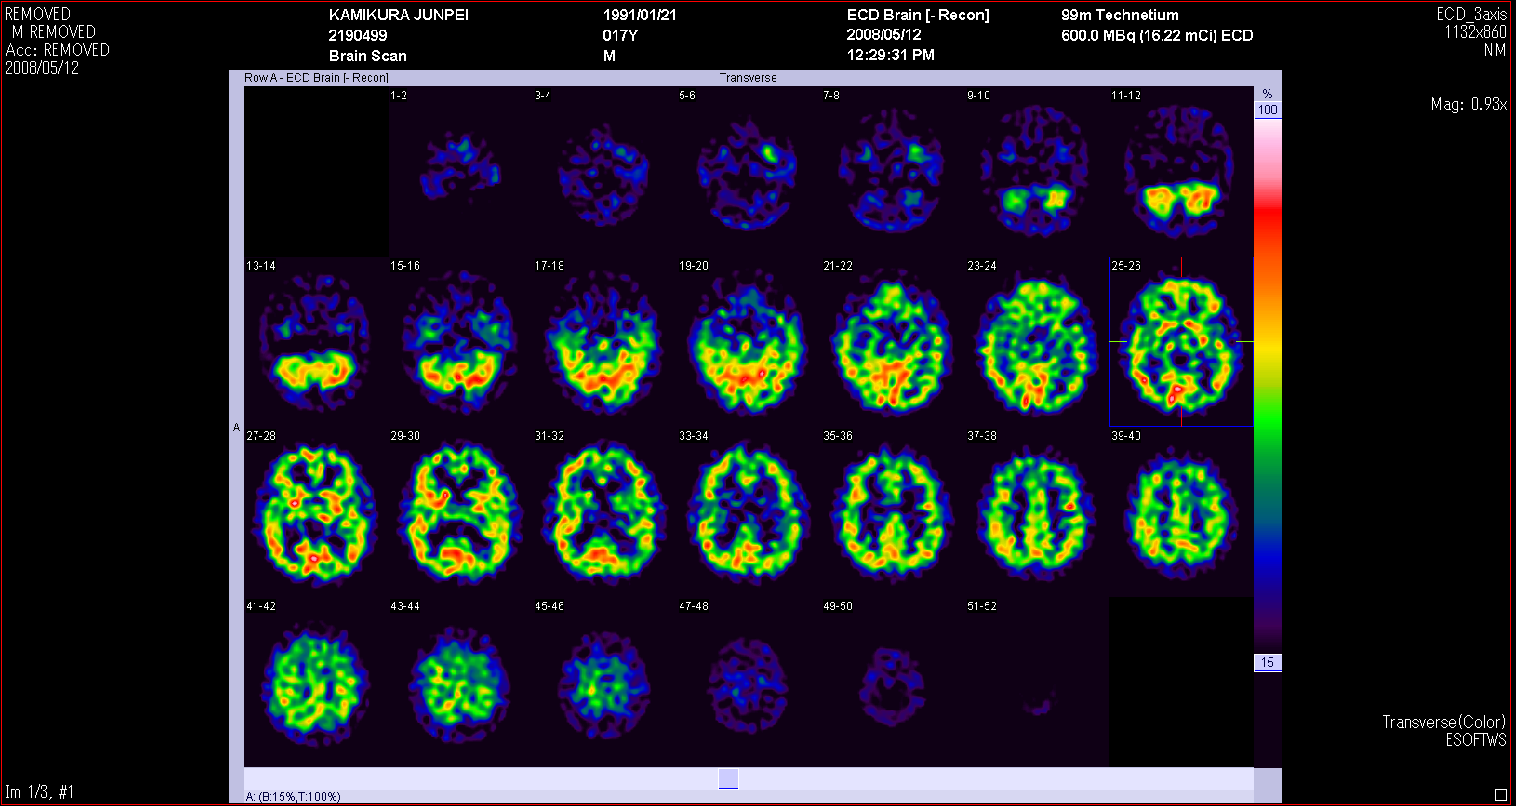 REMOVED
M REMOVED
Acc: REMOVED
2008/05/12
KAMIKURA JUNPEI
2190499
Brain Scan
1991/01/21
017Y
M
ECD Brain [- Recon]
2008/05/12
12:29:31 PM
99m Technetium
600.0 MBq (16.22 mCi) ECD
ECD_3axis
1132x860
NM
Mag: 0.93x
Row A - ECD Brain [- Recon]
Transverse
%
100
1-2
3-4
5-6
7-8
9-10
11-12
13-14
15-16
17-18
19-20
21-22
23-24
25-26
A
27-28
29-30
31-32
33-34
35-36
37-38
39-40
41-42
43-44
45-46
47-48
49-50
51-52
15
Transverse(Color)
ESOFTWS
Im 1/3, #1
A: (B:15%,T:100%)